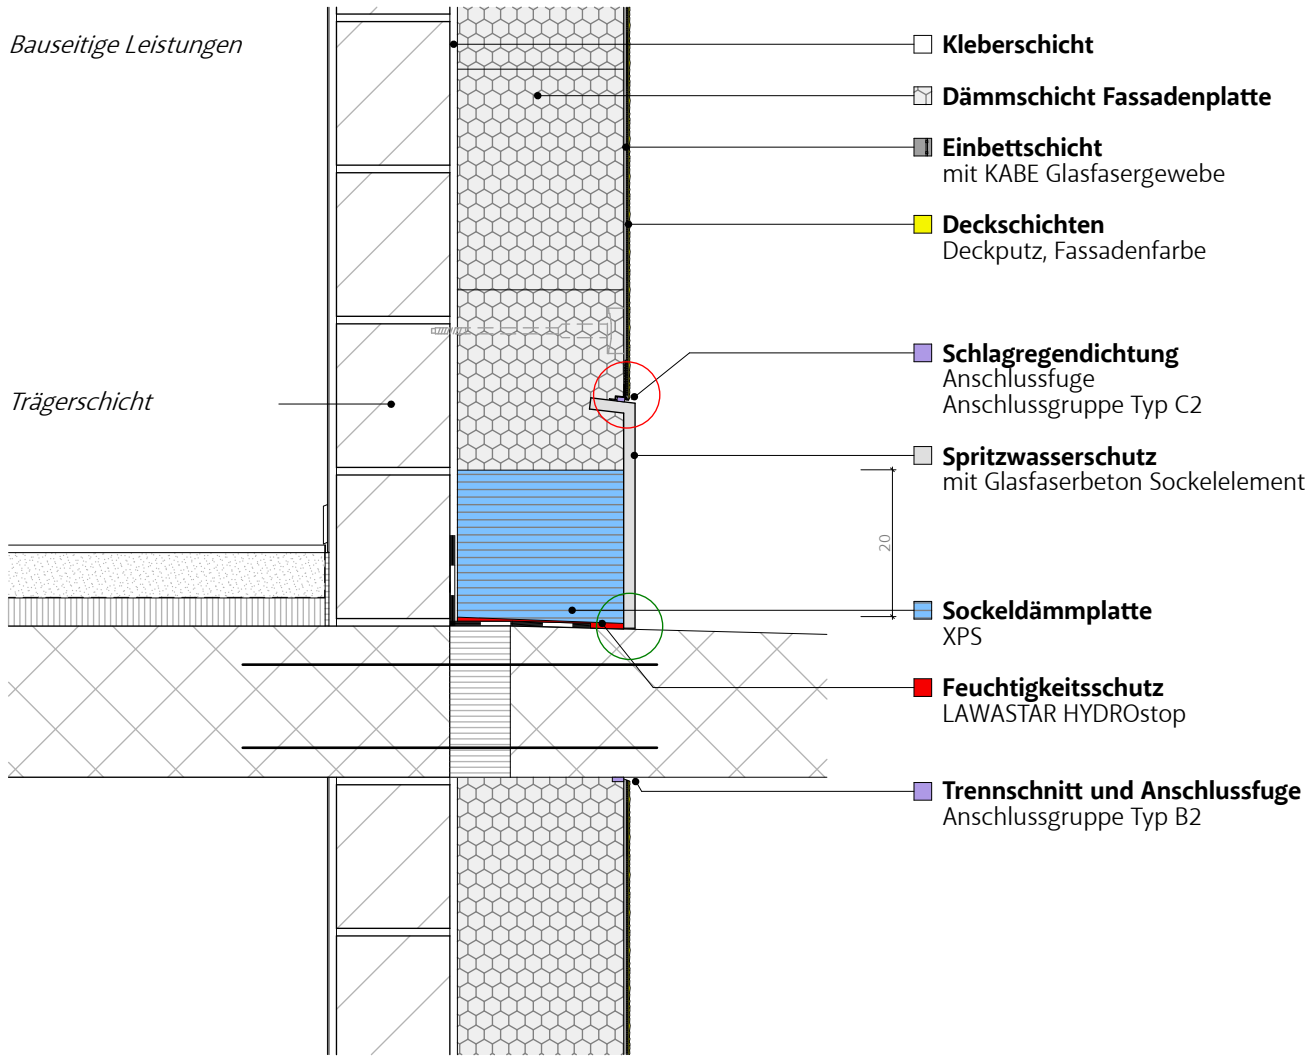 Bauseitige Leistungen
Kleberschicht
Dämmschicht Fassadenplatte
Einbettschicht
mit KABE Glasfasergewebe
Deckschichten
Deckputz, Fassadenfarbe
Schlagregendichtung
Anschlussfuge
Anschlussgruppe Typ C2
Trägerschicht
Spritzwasserschutz
mit Glasfaserbeton Sockelelement
20
Sockeldämmplatte
XPS
Feuchtigkeitsschutz
LAWASTAR HYDROstop
Trennschnitt und Anschlussfuge
Anschlussgruppe Typ B2